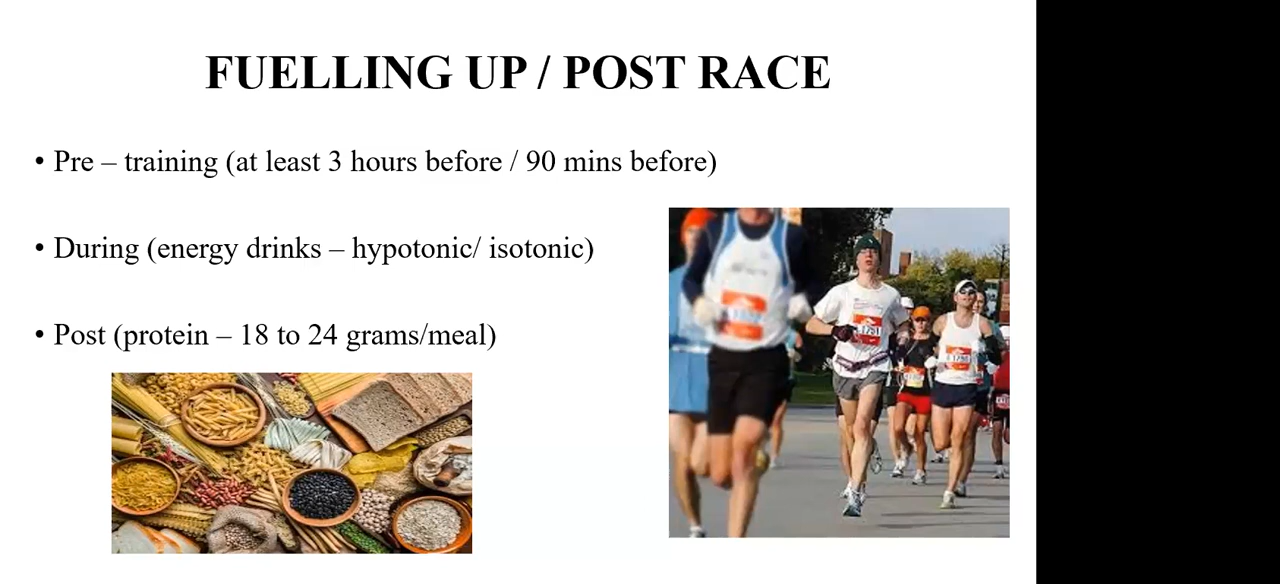 FUELLING UP / POST RACE
• Pre – training (at least 3 hours before / 90 mins before)
• During (energy drinks – hypotonic/ isotonic)
• Post (protein – 18 to 24 grams/meal)